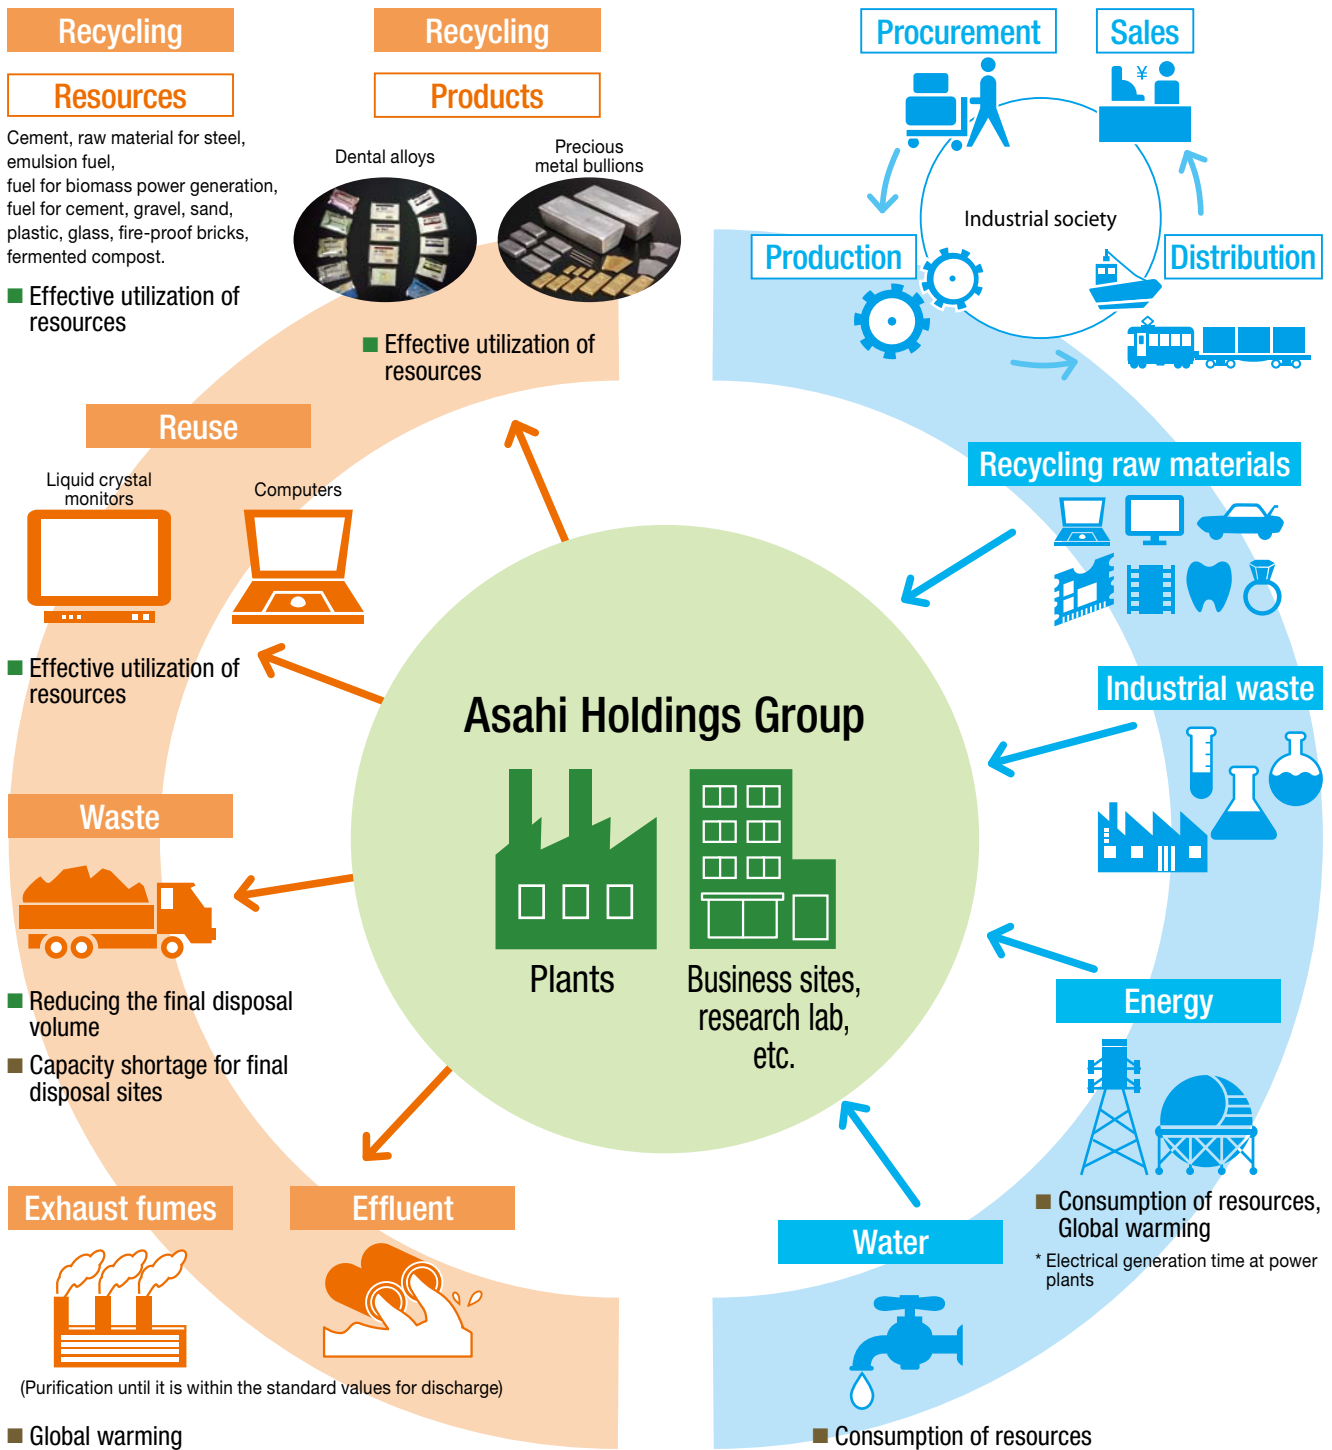 Recycling
Resources
Cement, raw material for steel,
emulsion fuel,
fuel for biomass power generation,
fuel for cement, gravel, sand,
plastic, glass, fire-proof bricks,
fermented compost.
■ Effective utilization of
resources
Recycling
Products
Dental alloys
Precious
metal bullions
■ Effective utilization of
resources
Procurement
Sales
¥
Industrial society
Production
Distribution
Reuse
Liquid crystal
monitors
Computers
■ Effective utilization of
resources
Recycling raw materials
Industrial waste
Asahi Holdings Group
Plants
Business sites,
research lab,
etc.
Waste
■ Reducing the final disposal
volume
■ Capacity shortage for final
disposal sites
Energy
■ Consumption of resources,
Global warming
* Electrical generation time at power
plants
Exhaust fumes
Effluent
(Purification until it is within the standard values for discharge)
■ Global warming
Water
■ Consumption of resources